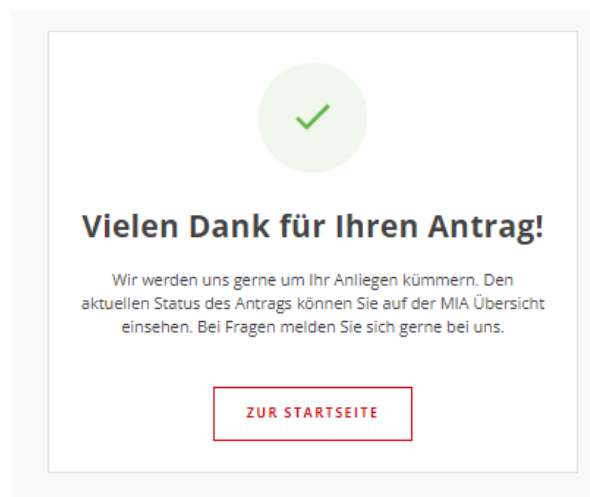 Vielen Dank für Ihren Antrag!
Wir werden uns gerne um Ihr Anliegen kümmern. Den
aktuellen Status des Antrags können Sie auf der MIA Übersicht
einsehen. Bei Fragen melden Sie sich gerne bei uns.
ZUR STARTSEITE